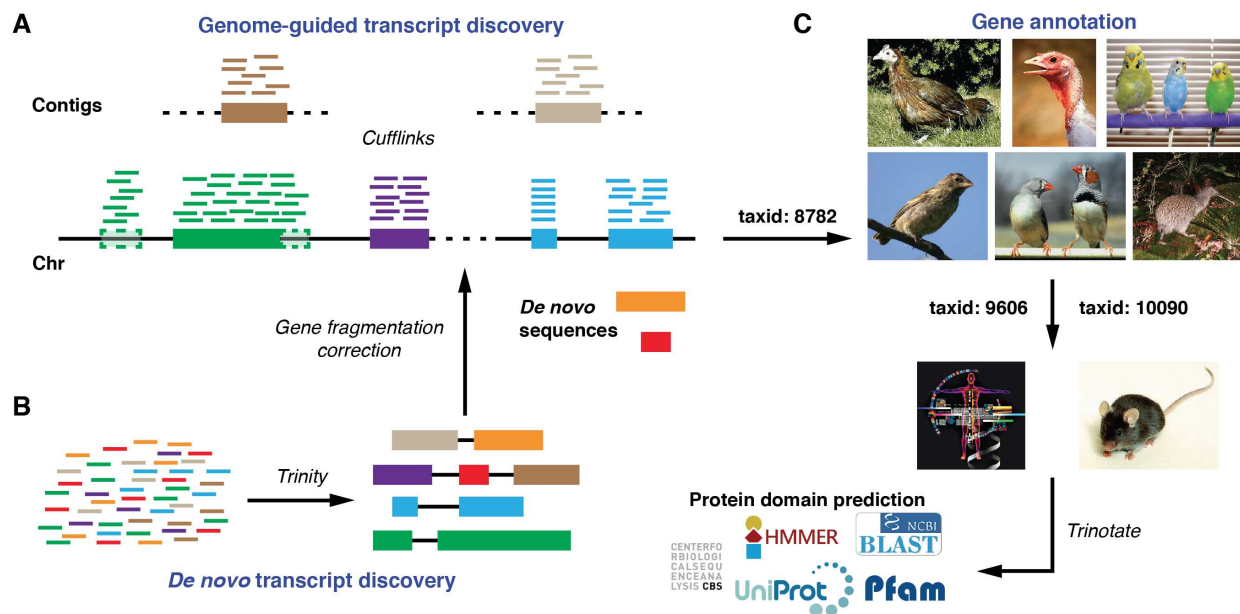 A
Genome-guided transcript discovery
Contigs
Cufflinks
Chr
Gene fragmentation
correction
De novo
sequences
B
Trinity
De novo transcript discovery
C
Gene annotation
taxid: 8782
taxid: 9606
taxid: 10090
Trinotate
Protein domain prediction
CENTERFO
RBIOLOGI
CALSEQU
ENCEANA
LYSIS CBS
HMMER
NCBI
BLAST
UniProt
Pfam